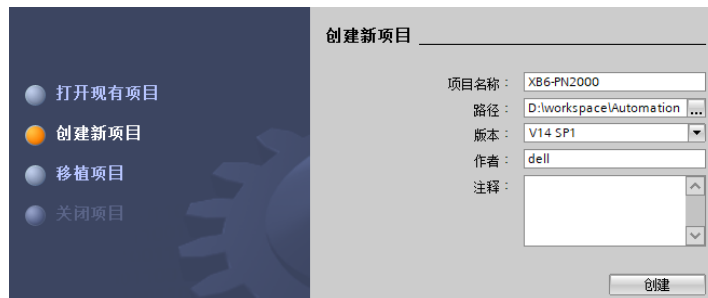 创建新项目
打开现有项目
创建新项目
移植项目
关闭项目
项目名称： XB6-PN2000
路径： D:\workspace\Automation ...
版本： V14 SP1
作者： dell
注释：
创建